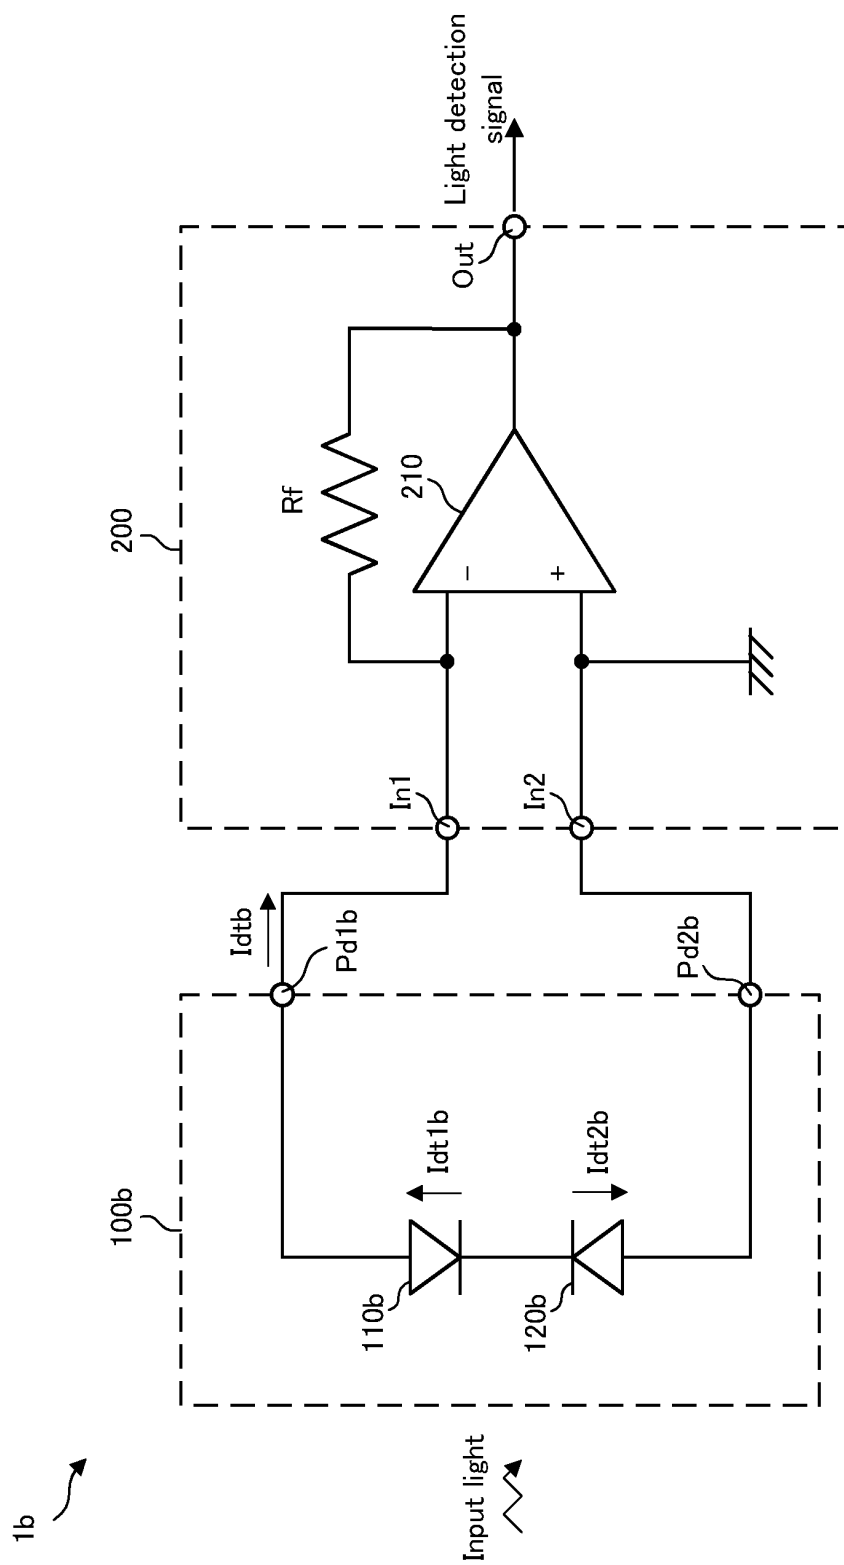 1b
Input light
100b
110b
120b
Idt1b
Idt2b
Idtb
Pd1b
Pd2b
200
In1
In2
Rf
210
−
+
Out
Light detection
signal